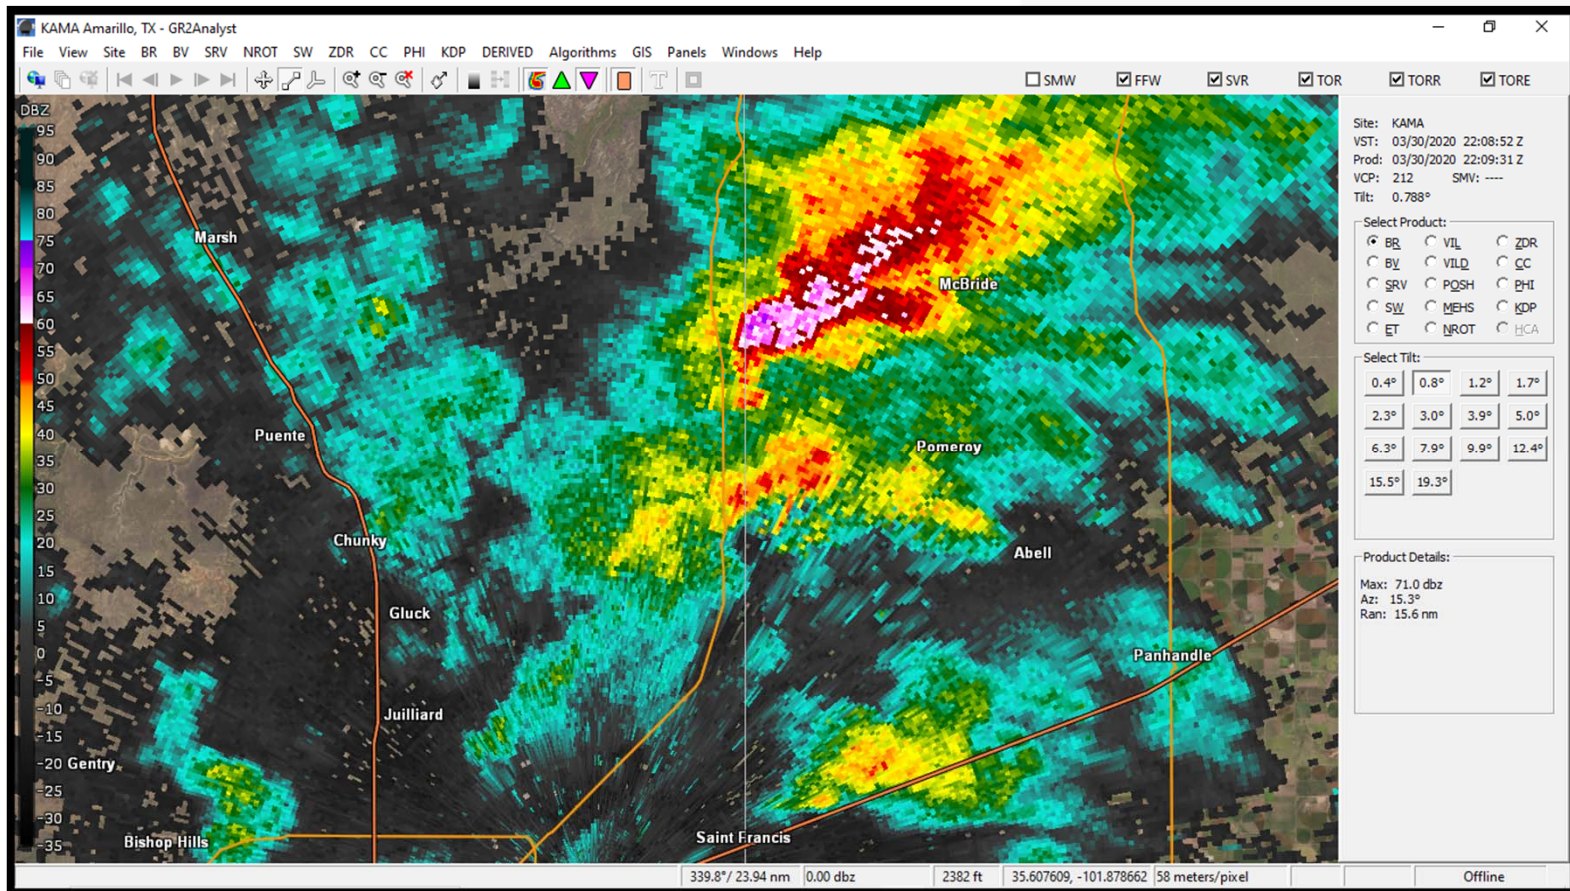 KAMA Amarillo, TX - GR2Analyst
File View Site BR BV SRV NROT SW ZDR CC PHI KDP DERIVED Algorithms GIS Panels Windows Help
SMW FFW SVR TOR TORR TORE
DBZ
95
90
85
80
75
70
65
60
55
50
45
40
35
30
25
20
15
10
5
0
-5
-10
-15
-20
-25
-30
-35
Marsh
McBride
Puente
Pomeroy
Chunky
Abell
Gluck
Panhandle
Juilliard
Gentry
Saint Francis
Bishop Hills
Site: KAMA
VST: 03/30/2020 22:08:52 Z
Prod: 03/30/2020 22:09:31 Z
VCP: 212 SMV: ----
Tilt: 0.788°
Select Product:
BR VIL ZDR
BV VILD CC
SRV POSH PHI
SW MEHS KDP
ET NROT HCA
Select Tilt:
0.4° 0.8° 1.2° 1.7°
2.3° 3.0° 3.9° 5.0°
6.3° 7.9° 9.9° 12.4°
15.5° 19.3°
Product Details:
Max: 71.0 dbz
Az: 15.3°
Ran: 15.6 nm
339.8°/ 23.94 nm 0.00 dbz 2382 ft 35.607609, -101.878662 58 meters/pixel Offline